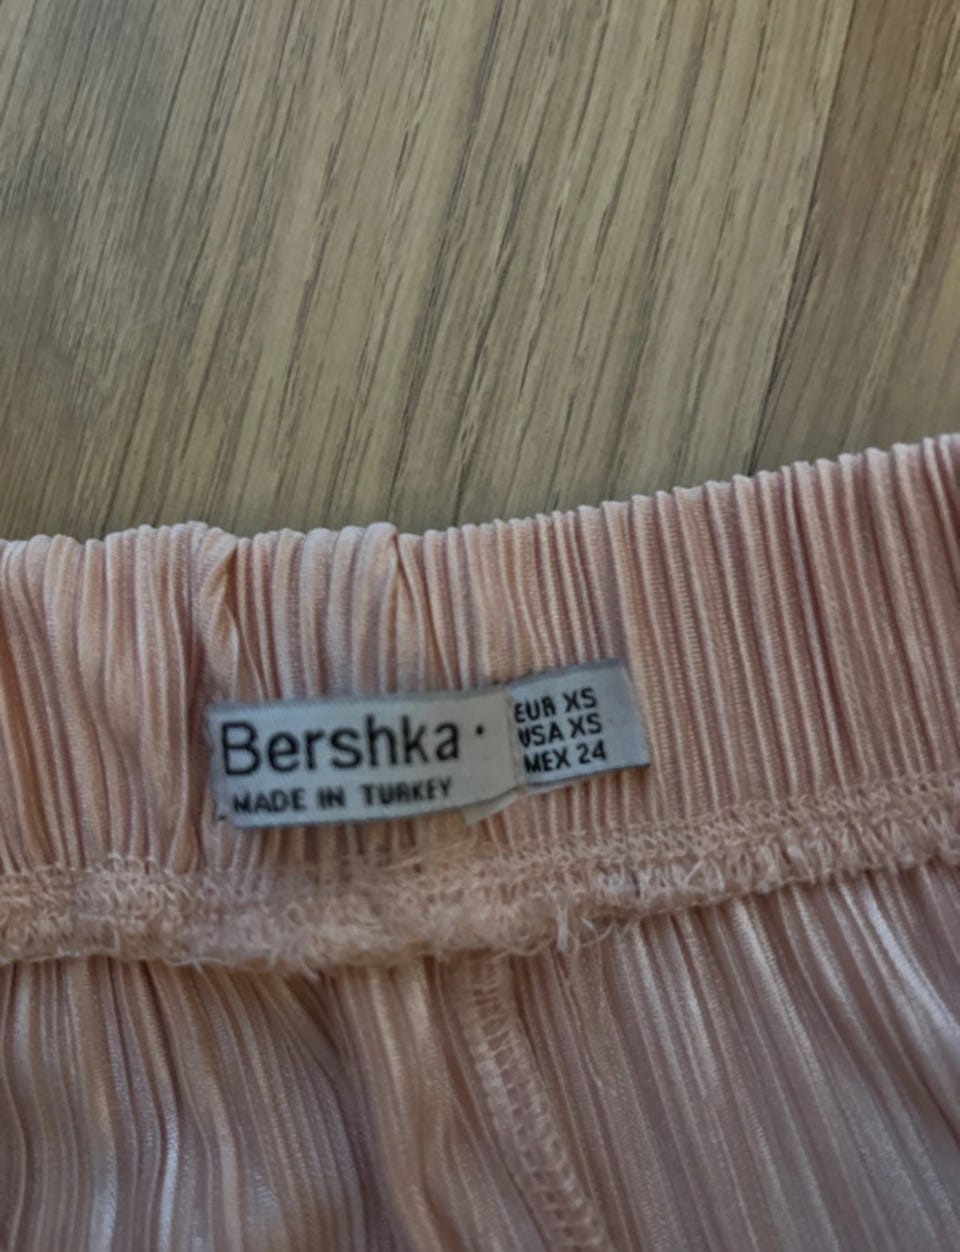 Bershka
MADE IN TURKEY
EUR XS
USA XS
MEX 24